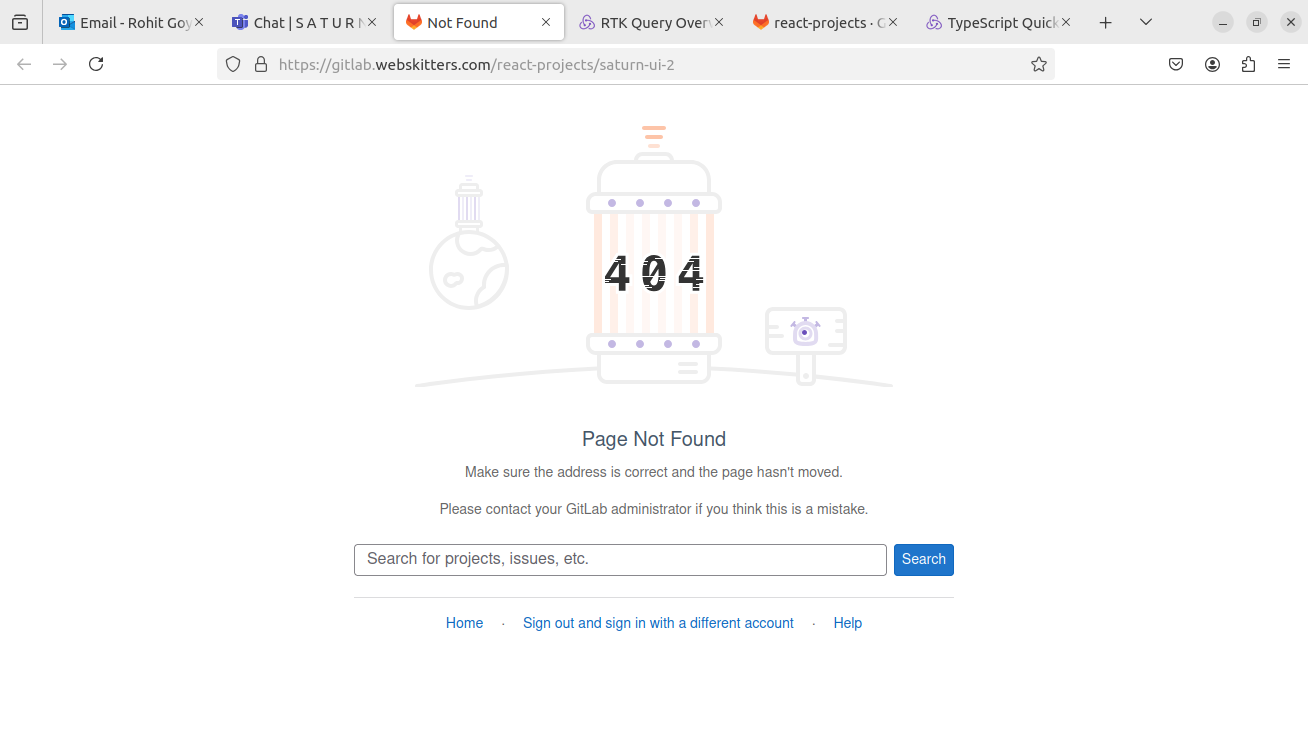 Email - Rohit Goy
Chat | S A T U R N
Not Found
RTK Query Over
react-projects · G
TypeScript Quick
https://gitlab.webskitters.com/react-projects/saturn-ui-2
404
Page Not Found
Make sure the address is correct and the page hasn't moved.
Please contact your GitLab administrator if you think this is a mistake.
Search for projects, issues, etc.
Search
Home · Sign out and sign in with a different account · Help